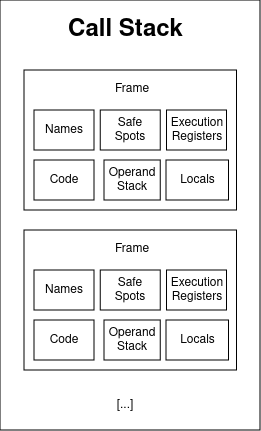 Call Stack
Frame
Names
Safe
Spots
Execution
Registers
Code
Operand
Stack
Locals
Frame
Names
Safe
Spots
Execution
Registers
Code
Operand
Stack
Locals
[...]